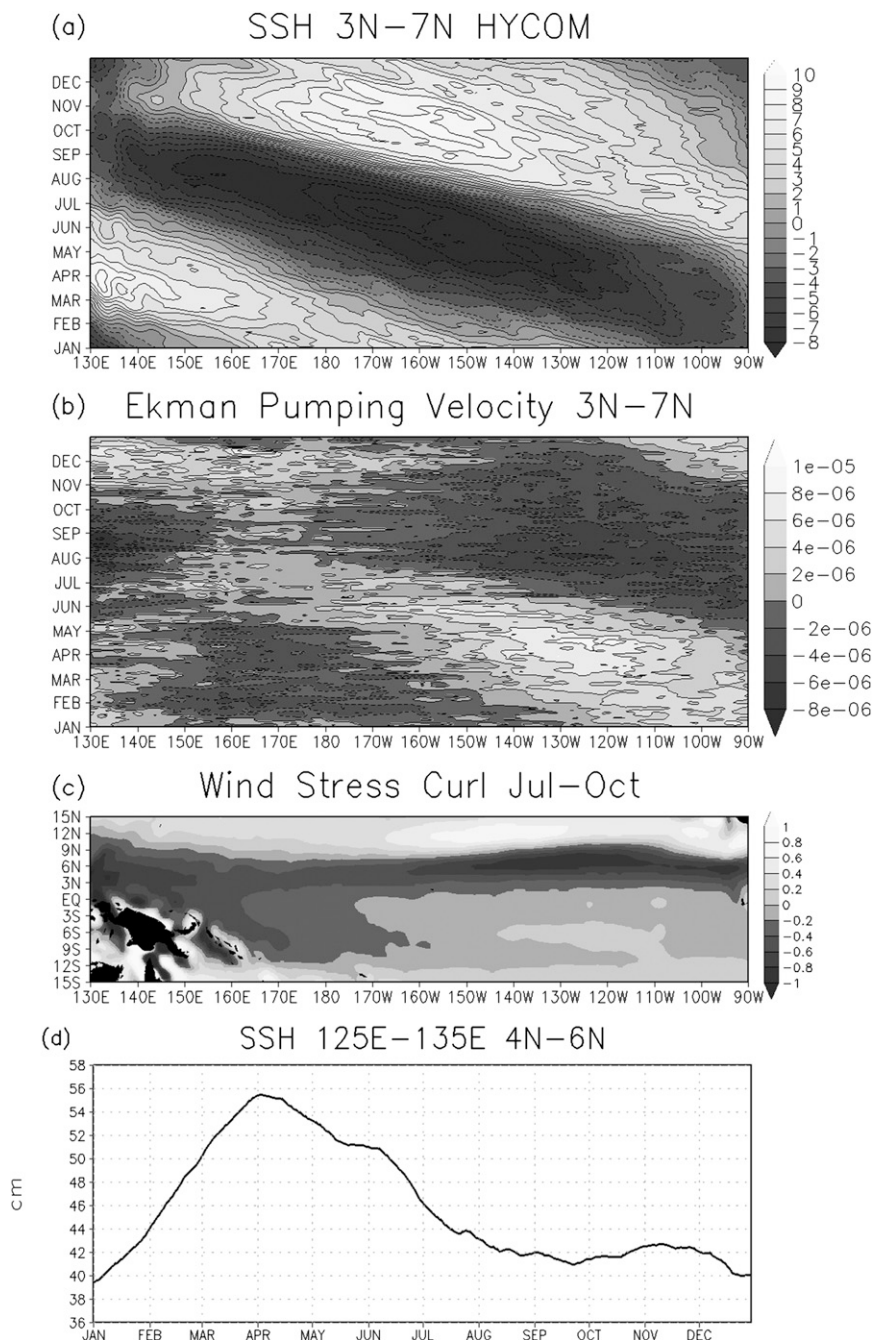 (a) SSH 3N-7N HYCOM
DEC
NOV
OCT
SEP
AUG
JUL
JUN
MAY
APR
MAR
FEB
JAN
130E 140E 150E 160E 170E 180 170W 160W 150W 140W 130W 120W 110W 100W 90W
10
9
8
7
6
5
4
3
2
1
0
-1
-2
-3
-4
-5
-6
-7
-8
(b) Ekman Pumping Velocity 3N-7N
DEC
NOV
OCT
SEP
AUG
JUL
JUN
MAY
APR
MAR
FEB
JAN
130E 140E 150E 160E 170E 180 170W 160W 150W 140W 130W 120W 110W 100W 90W
1e-05
8e-06
6e-06
4e-06
2e-06
0
-2e-06
-4e-06
-6e-06
-8e-06
(c) Wind Stress Curl Jul-Oct
15N
12N
9N
6N
3N
EQ
3S
6S
9S
12S
15S
130E 140E 150E 160E 170E 180 170W 160W 150W 140W 130W 120W 110W 100W 90W
1
0.8
0.6
0.4
0.2
0
-0.2
-0.4
-0.6
-0.8
-1
(d) SSH 125E-135E 4N-6N
58
56
54
52
50
48
46
44
42
40
38
36
cm
JAN FEB MAR APR MAY JUN JUL AUG SEP OCT NOV DEC